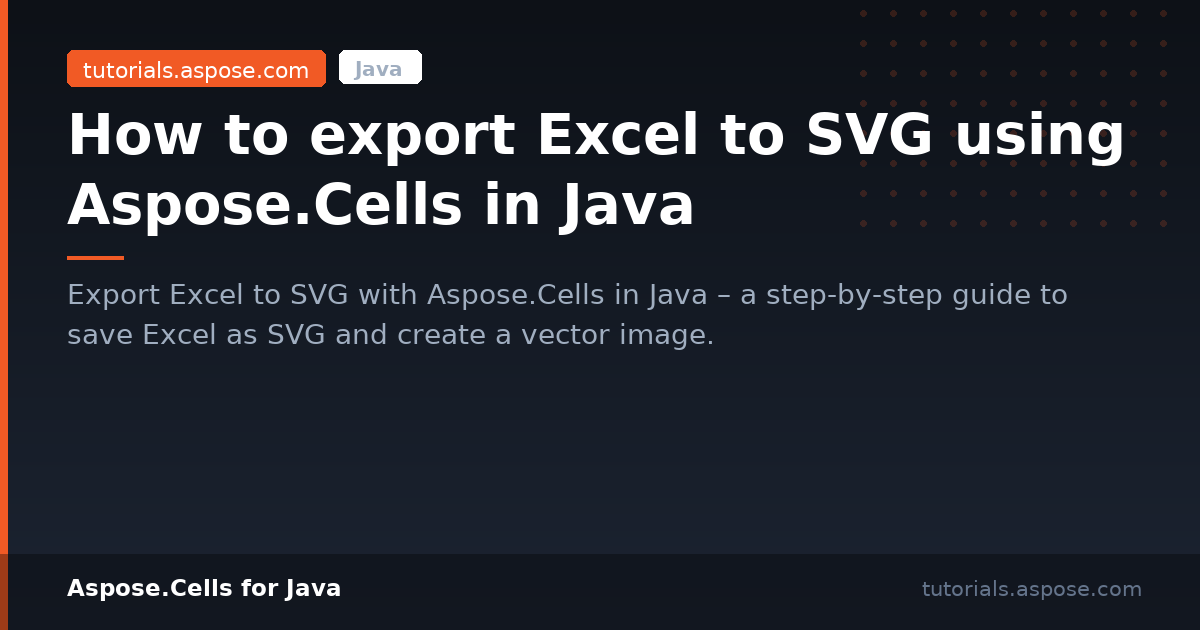 tutorials.aspose.com
Java
How to export Excel to SVG using
Aspose.Cells in Java
Export Excel to SVG with Aspose.Cells in Java – a step-by-step guide to
save Excel as SVG and create a vector image.
Aspose.Cells for Java
tutorials.aspose.com